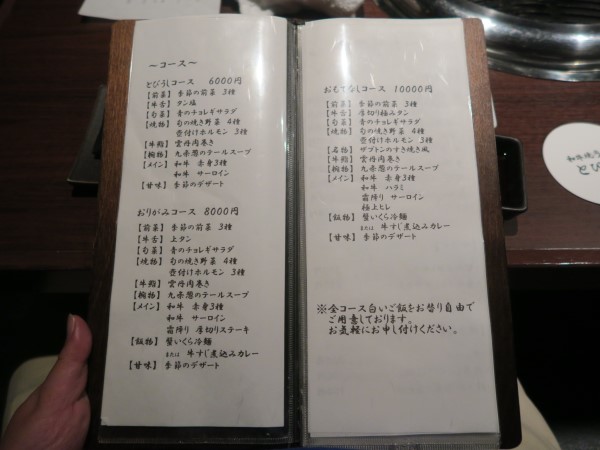 ～コース～
とびうしコース 6000円
【前菜】 季節の前菜 3種
【牛舌】 タン塩
【旬菜】 青のチョレギサラダ
【焼物】 旬の焼き野菜 4種
壺付けホルモン 3種
【牛鮨】 雲丹肉巻き
【椀物】 九条葱のテールスープ
【メイン】 和牛 赤身3種
和牛 サーロイン
【甘味】 季節のデザート
おりがみコース 8000円
【前菜】 季節の前菜 3種
【牛舌】 上タン
【旬菜】 青のチョレギサラダ
【焼物】 旬の焼き野菜 4種
壺付けホルモン 3種
【牛鮨】 雲丹肉巻き
【椀物】 九条葱のテールスープ
【メイン】 和牛 赤身3種
和牛 サーロイン
霜降り 厚切りステーキ
【飯物】 蟹いくら冷麺
または 牛すじ煮込みカレー
【甘味】 季節のデザート
おもてなしコース 10000円
【前菜】 季節の前菜 3種
【牛舌】 厚切り極みタン
【旬菜】 青のチョレギサラダ
【焼物】 旬の焼き野菜 4種
壺付けホルモン 3種
【名物】 ザブトンのすき焼き風
【牛鮨】 雲丹肉巻き
【椀物】 九条葱のテールスープ
【メイン】 和牛 赤身3種
和牛 ハラミ
霜降り サーロイン
極上ヒレ
【飯物】 蟹いくら冷麺
または 牛すじ煮込みカレー
【甘味】 季節のデザート
※全コース白いご飯をお替り自由で
ご用意しております。
お気軽にお申し付けください。